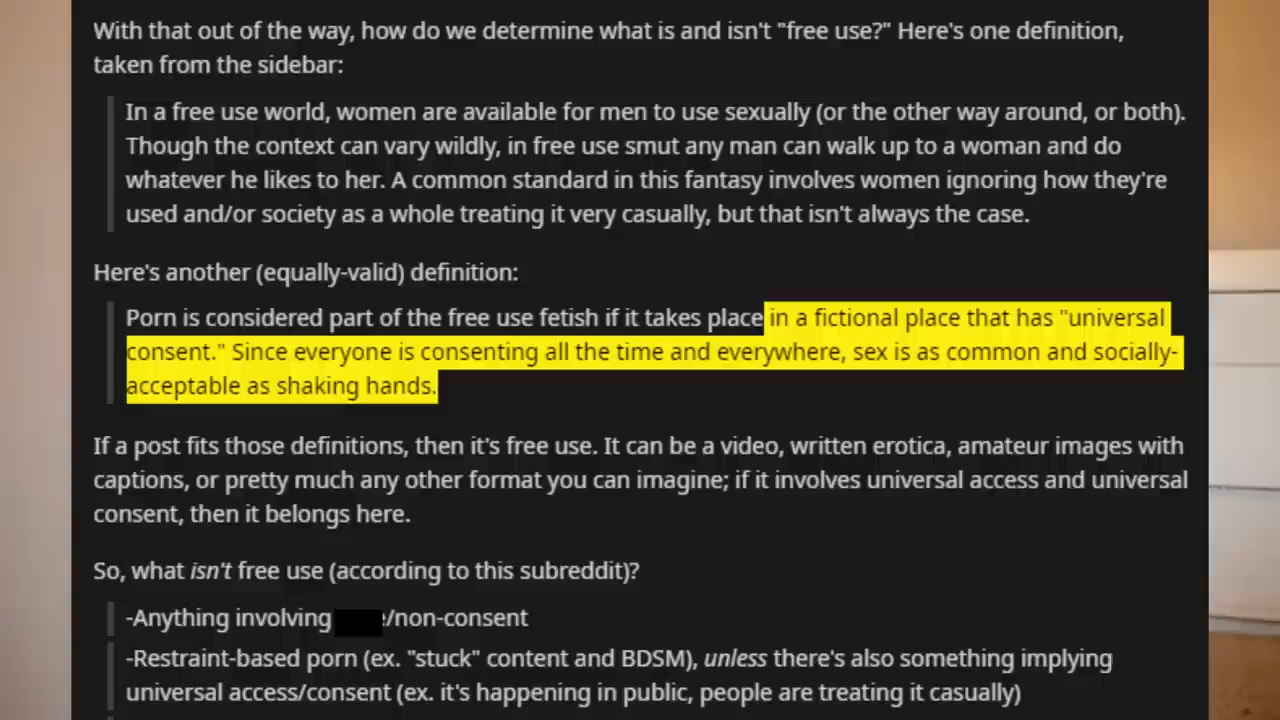 With that out of the way, how do we determine what is and isn't "free use?" Here's one definition,
taken from the sidebar:
In a free use world, women are available for men to use sexually (or the other way around, or both).
Though the context can vary wildly, in free use smut any man can walk up to a woman and do
whatever he likes to her. A common standard in this fantasy involves women ignoring how they're
used and/or society as a whole treating it very casually, but that isn't always the case.
Here's another (equally-valid) definition:
Porn is considered part of the free use fetish if it takes place in a fictional place that has "universal
consent." Since everyone is consenting all the time and everywhere, sex is as common and socially-
acceptable as shaking hands.
If a post fits those definitions, then it's free use. It can be a video, written erotica, amateur images with
captions, or pretty much any other format you can imagine; if it involves universal access and universal
consent, then it belongs here.
So, what isn't free use (according to this subreddit)?
-Anything involving /non-consent
-Restraint-based porn (ex. "stuck" content and BDSM), unless there's also something implying
universal access/consent (ex. it's happening in public, people are treating it casually)